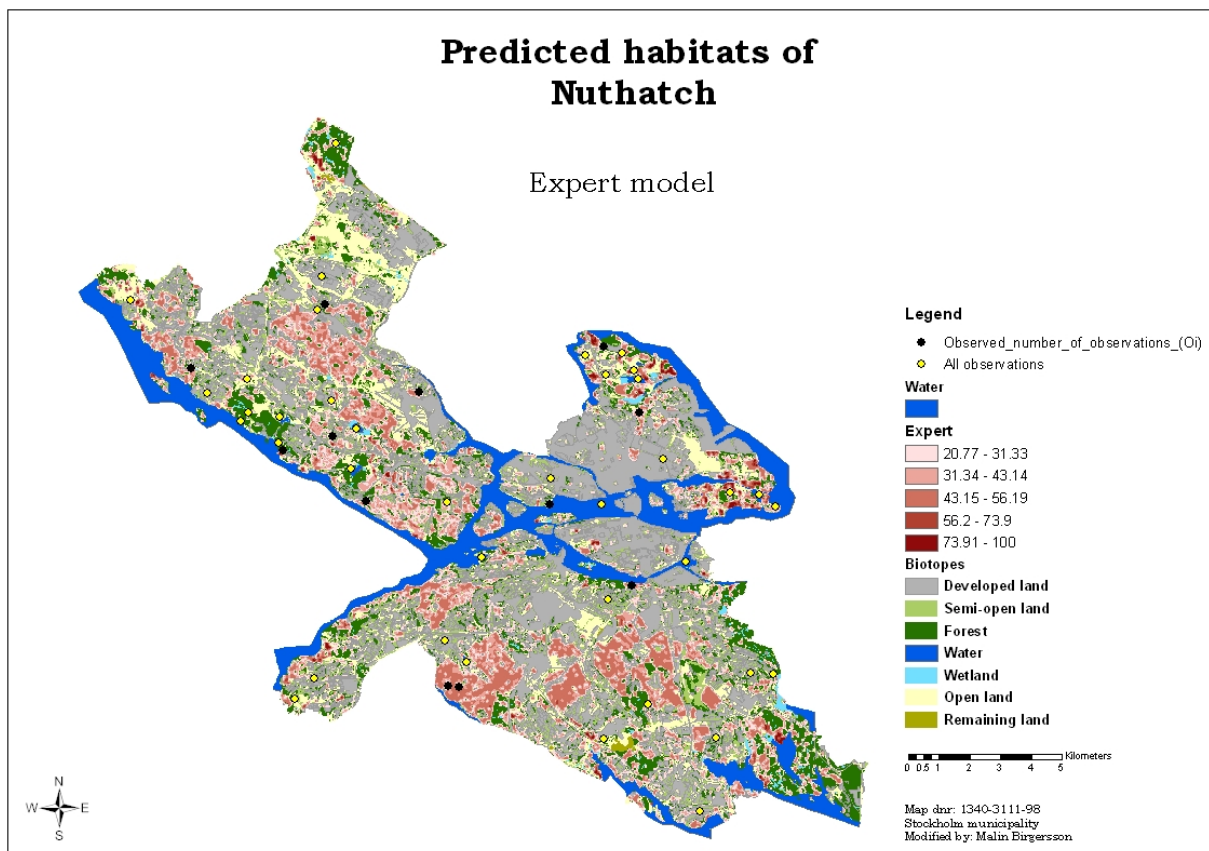 Predicted habitats of
Nuthatch
Expert model
Legend
Observed_number_of_observations_(Oi)
All observations
Water
Expert
20.77 - 31.33
31.34 - 43.14
43.15 - 56.19
56.2 - 73.9
73.91 - 100
Biotopes
Developed land
Semi-open land
Forest
Water
Wetland
Open land
Remaining land
Kilometers
0 0.5 1 2 3 4 5
N
W E
S
Map dnr: 1340-3111-98
Stockholm municipality
Modified by: Malin Birgersson